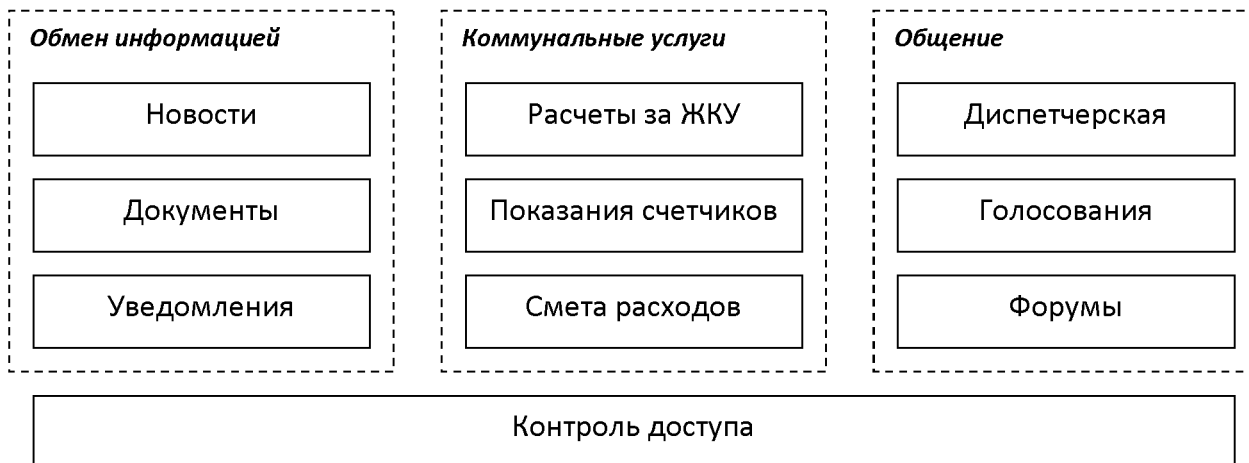 Обмен информацией
Новости
Документы
Уведомления
Коммунальные услуги
Расчеты за ЖКУ
Показания счетчиков
Смета расходов
Общение
Диспетчерская
Голосования
Форумы
Контроль доступа